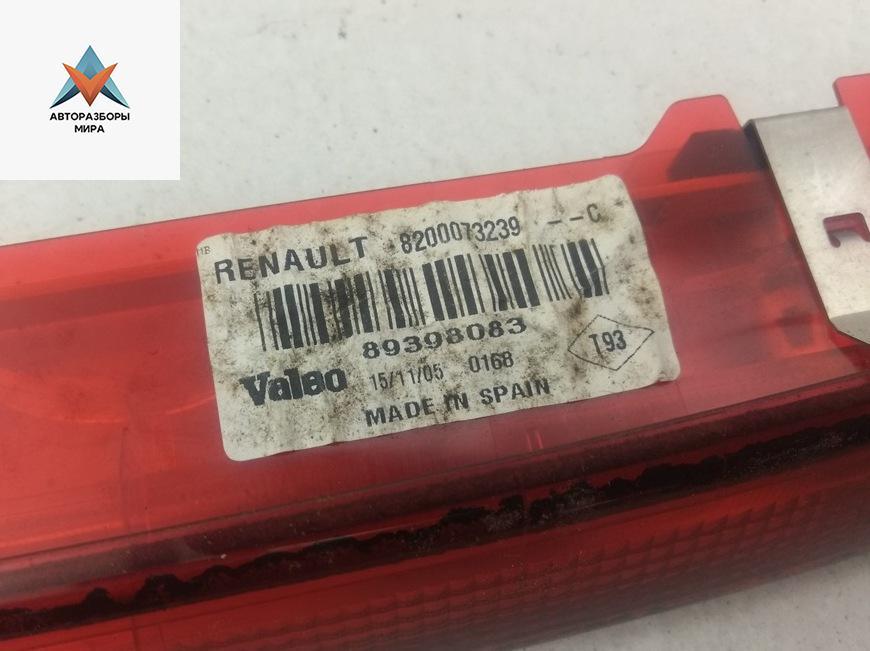 АВТОРАЗБОРЫ
МИРА
RENAULT 8200073239 --C
89398083
Valeo 15/11/05 0168 T93
MADE IN SPAIN